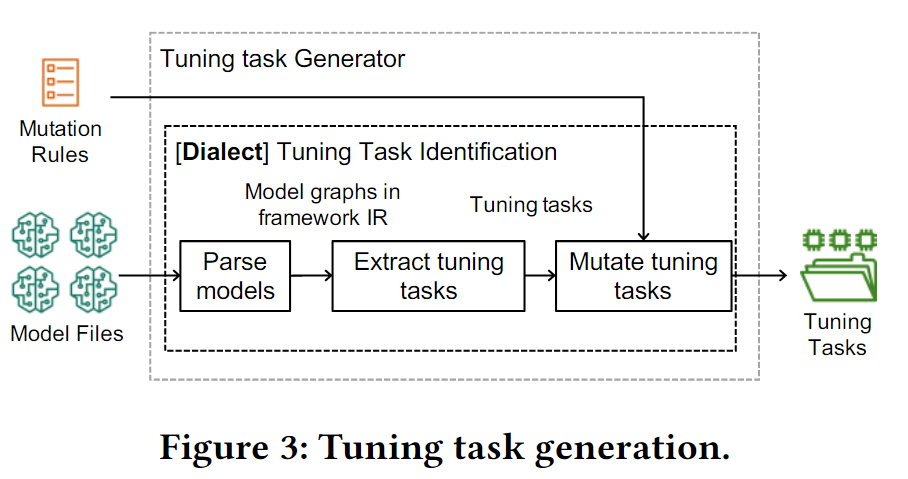 Tuning task Generator
Mutation
Rules
[Dialect] Tuning Task Identification
Model graphs in
framework IR
Tuning tasks
Parse
models
Extract tuning
tasks
Mutate tuning
tasks
Model Files
Tuning
Tasks
Figure 3: Tuning task generation.